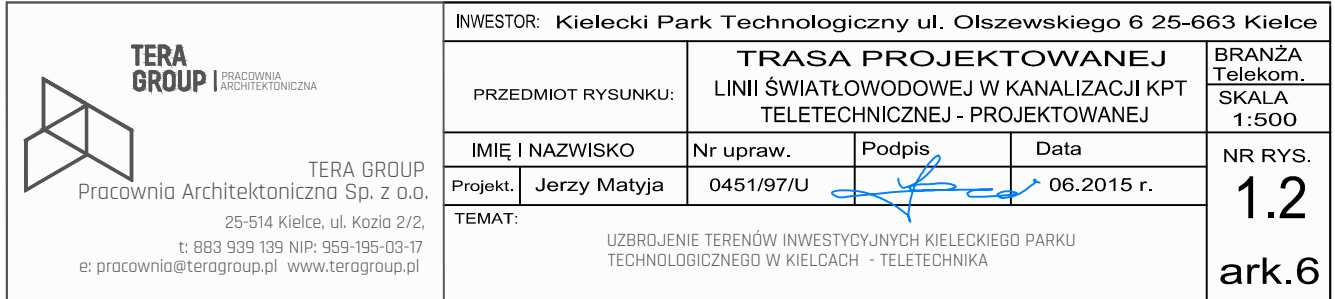 TERA
GROUP | PRACOWNIA
ARCHITEKTONICZNA
TERA GROUP
Pracownia Architektoniczna Sp. z o.o.
25-514 Kielce, ul. Kozia 2/2,
t: 883 939 139 NIP: 959-195-03-17
e: pracownia@teragroup.pl www.teragroup.pl
INWESTOR: Kielecki Park Technologiczny ul. Olszewskiego 6 25-663 Kielce
PRZEDMIOT RYSUNKU:
TRASA PROJEKTOWANEJ
LINII ŚWIATŁOWODOWEJ W KANALIZACJI KPT
TELETECHNICZNEJ - PROJEKTOWANEJ
BRANŻA
Telekom.
SKALA
1:500
IMIĘ I NAZWISKO Nr upraw. Podpis Data
Projekt. Jerzy Matyja 0451/97/U 06.2015 r.
NR RYS.
1.2
ark.6
TEMAT:
UZBROJENIE TERENÓW INWESTYCYJNYCH KIELECKIEGO PARKU
TECHNOLOGICZNEGO W KIELCACH - TELETECHNIKA